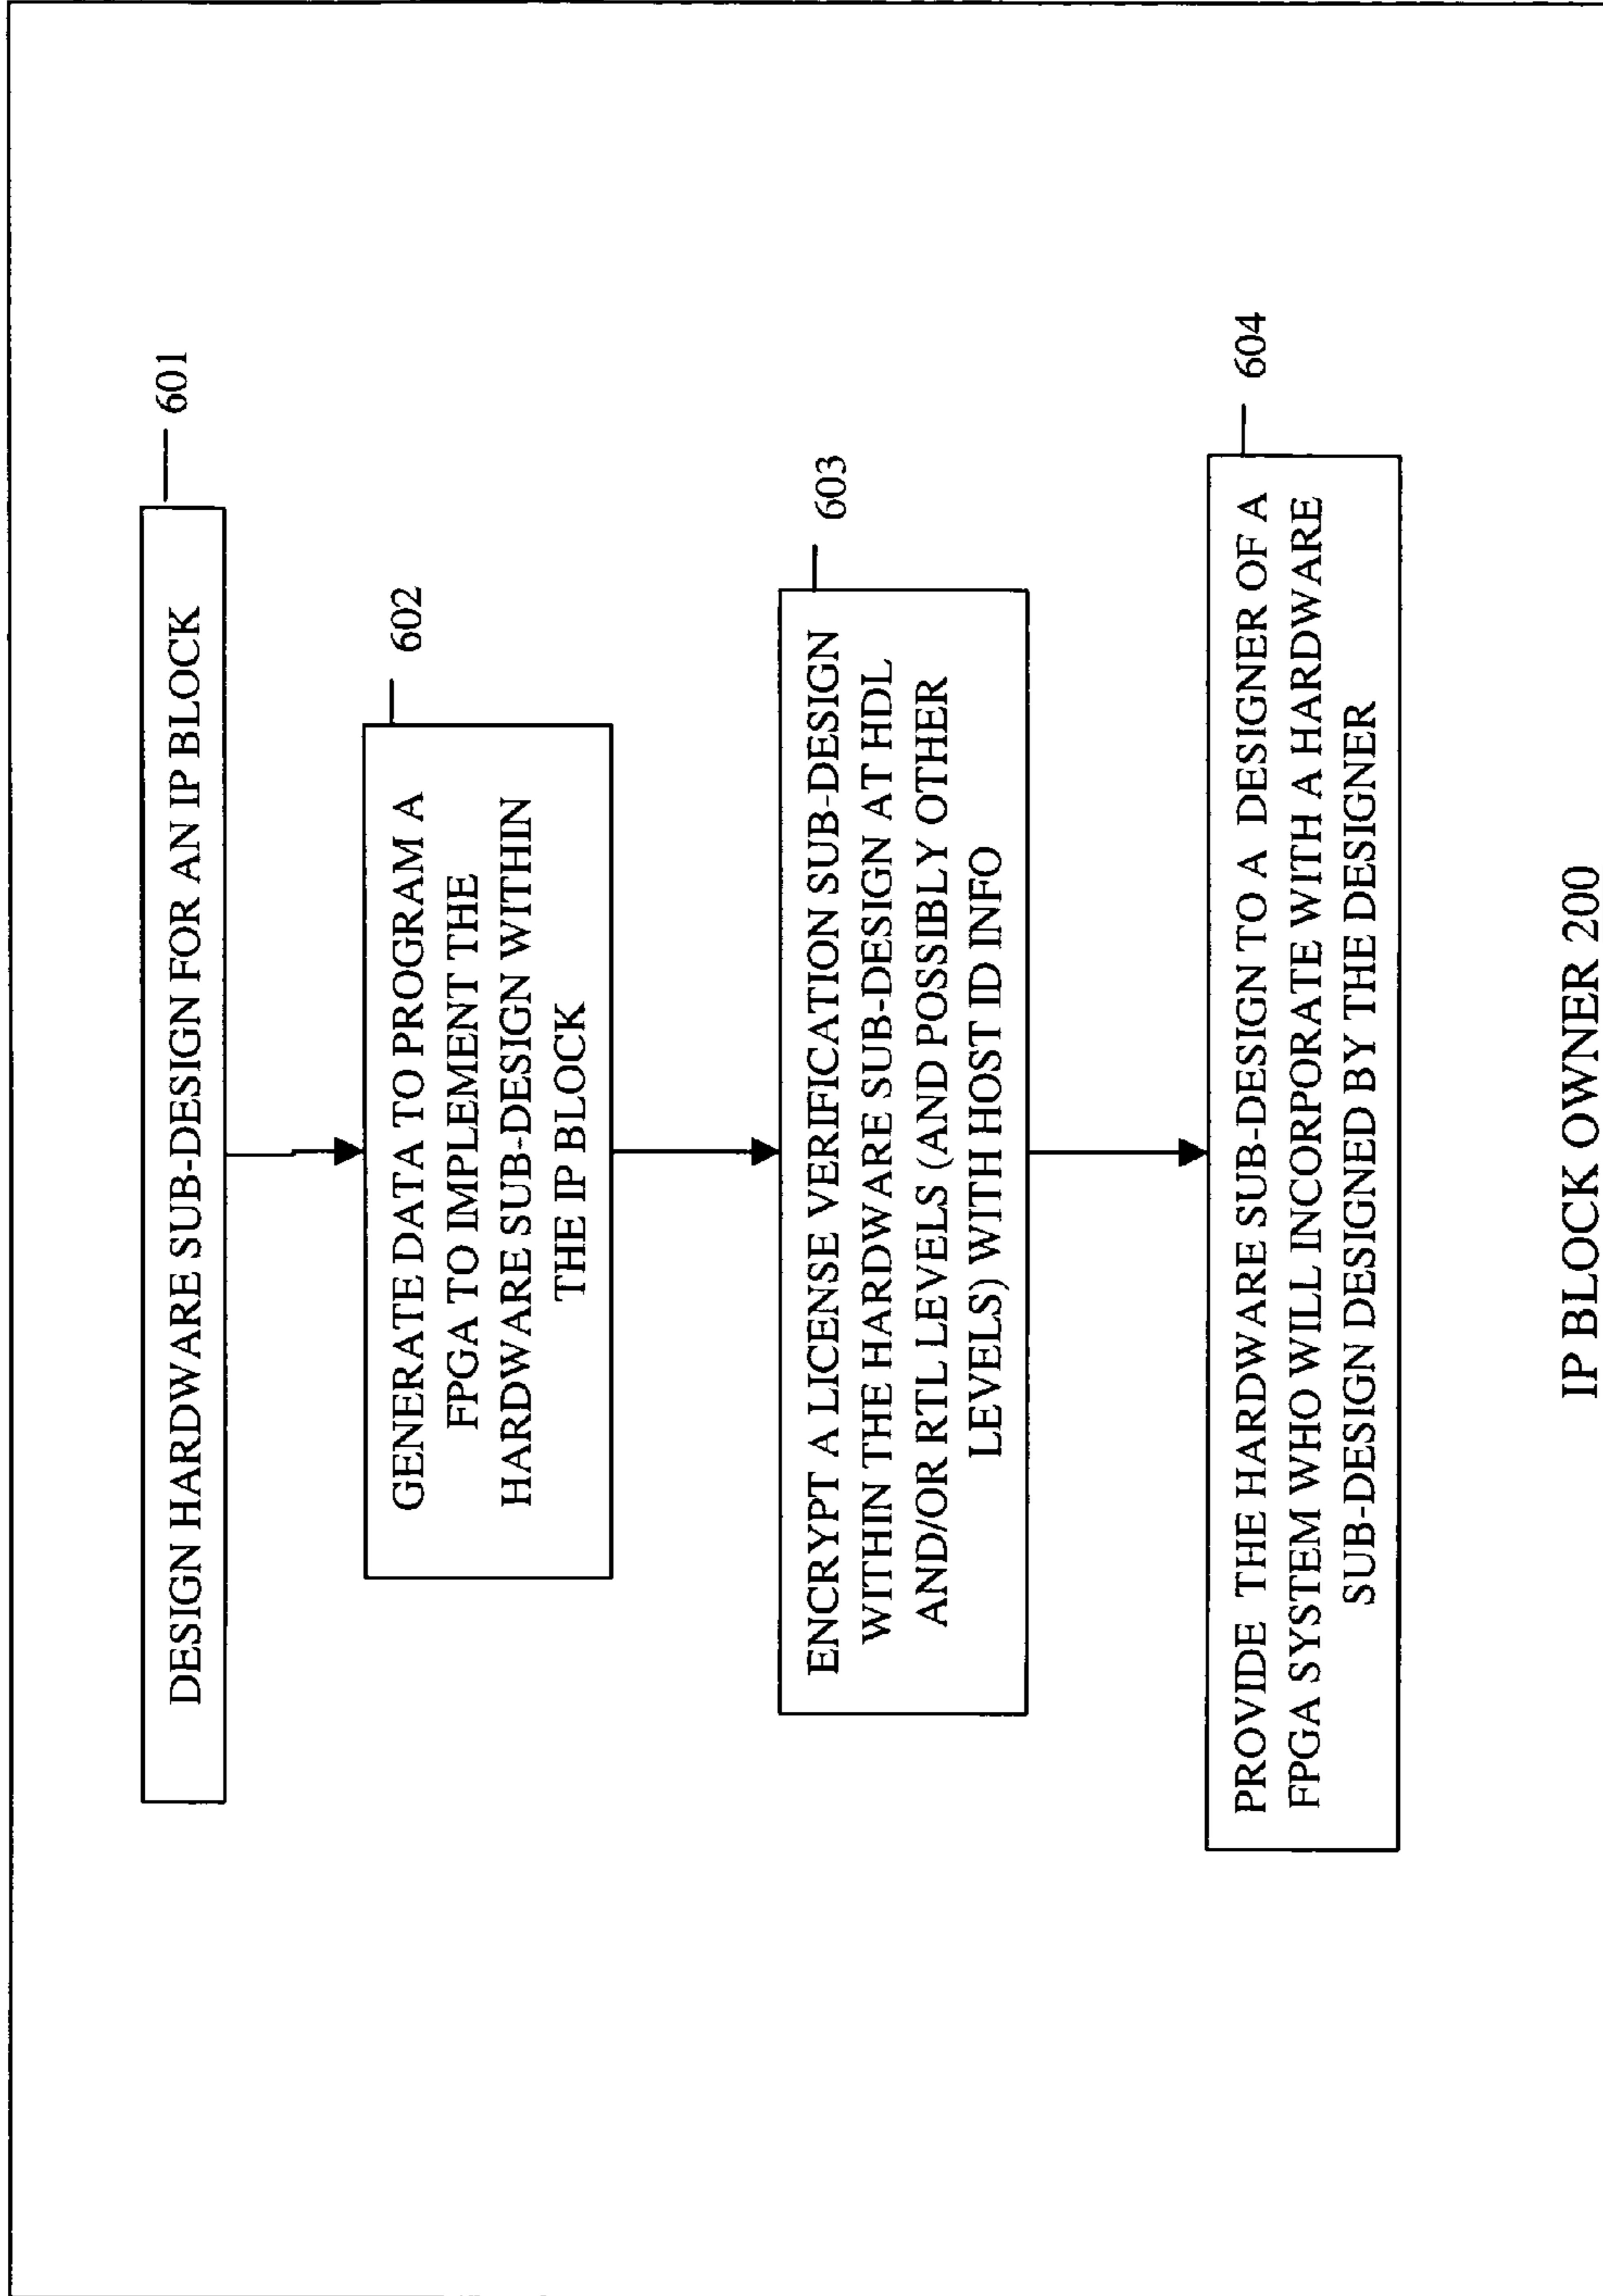 DESIGN HARDWARE SUB-DESIGN FOR AN IP BLOCK
601
GENERATE DATA TO PROGRAM A
FPGA TO IMPLEMENT THE
HARDWARE SUB-DESIGN WITHIN
THE IP BLOCK
602
ENCRYPT A LICENSE VERIFICATION SUB-DESIGN
WITHIN THE HARDWARE SUB-DESIGN AT HDL
AND/OR RTL LEVELS (AND POSSIBLY OTHER
LEVELS) WITH HOST ID INFO
603
PROVIDE THE HARDWARE SUB-DESIGN TO A DESIGNER OF A
FPGA SYSTEM WHO WILL INCORPORATE WITH A HARDWARE
SUB-DESIGN DESIGNED BY THE DESIGNER
604
IP BLOCK OWNER 200